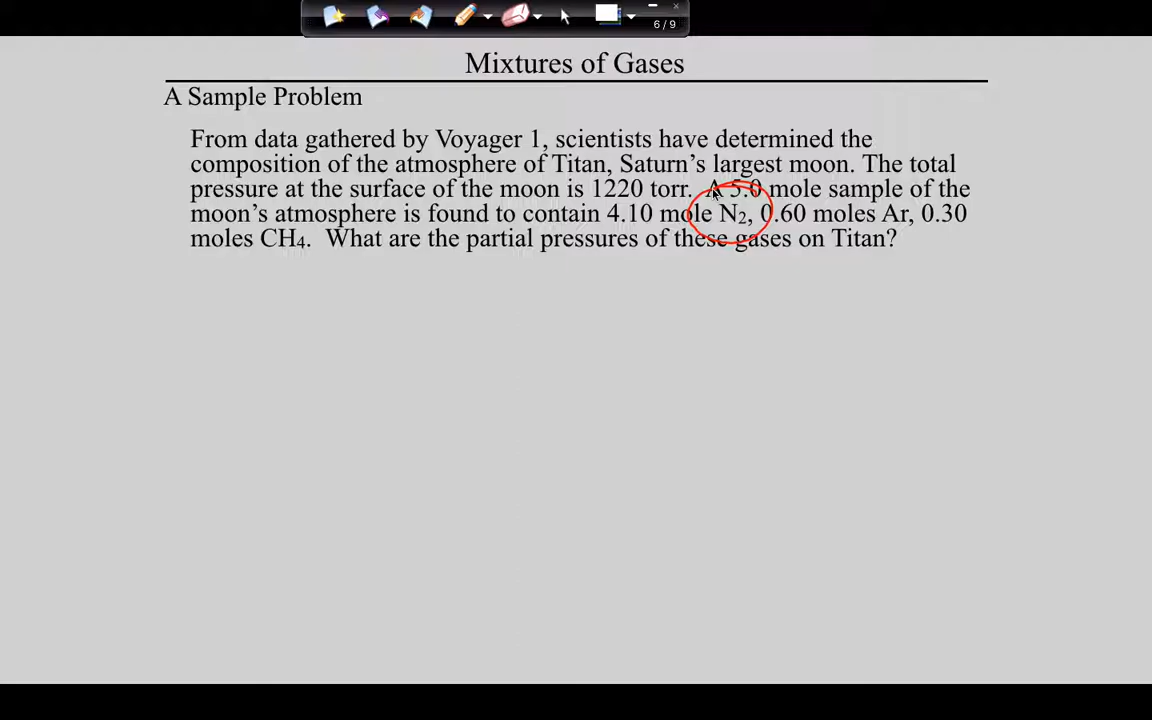 6 / 9
Mixtures of Gases
A Sample Problem
From data gathered by Voyager 1, scientists have determined the
composition of the atmosphere of Titan, Saturn’s largest moon. The total
pressure at the surface of the moon is 1220 torr.  A 5.0 mole sample of the
moon’s atmosphere is found to contain 4.10 mole N₂, 0.60 moles Ar, 0.30
moles CH₄.  What are the partial pressures of these gases on Titan?